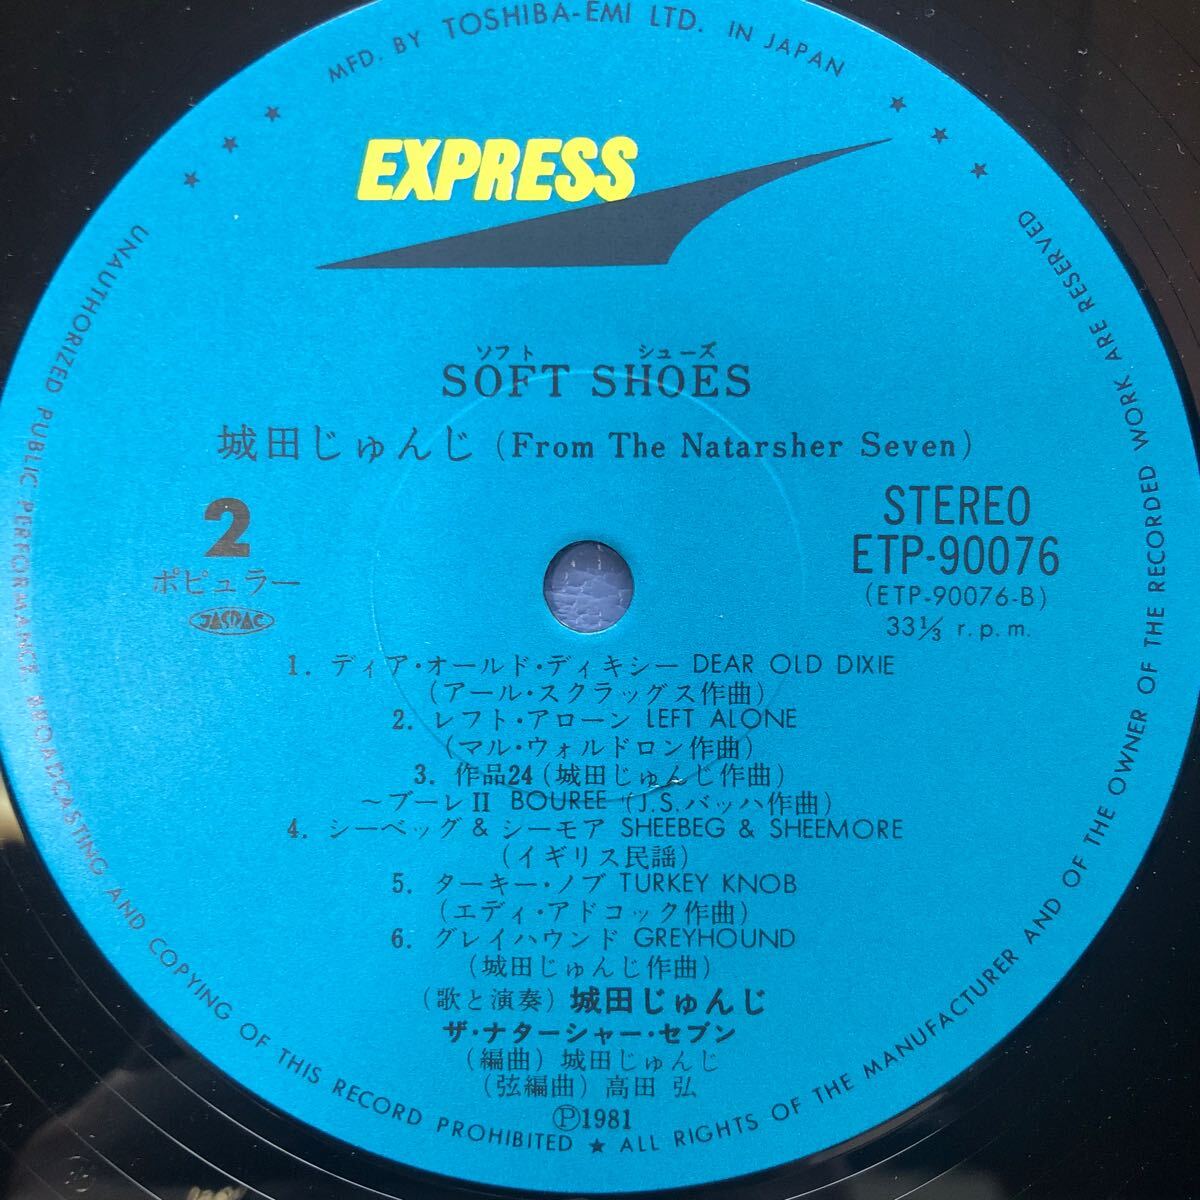 MFD. BY TOSHIBA-EMI LTD. IN JAPAN
★ ★ ★
★ ★ ★
EXPRESS
ソフト シューズ
SOFT SHOES
城田じゅんじ (From The Natarsher Seven)
2
ポピュラー
JASRAC
STEREO
ETP-90076
(ETP-90076-B)
33 1/3 r.p.m.
1. ディア・オールド・ディキシー DEAR OLD DIXIE
(アール・スクラッグス作曲)
2. レフト・アローン LEFT ALONE
(マル・ウォルドロン作曲)
3. 作品24 (城田じゅんじ作曲)
～ブーレII BOUREE (J.S.バッハ作曲)
4. シーベッグ & シーモア SHEEBEG & SHEEMORE
(イギリス民謡)
5. ターキー・ノブ TURKEY KNOB
(エディ・アドコック作曲)
6. グレイハウンド GREYHOUND
(城田じゅんじ作曲)
(歌と演奏) 城田じゅんじ
ザ・ナターシャー・セブン
(編曲) 城田じゅんじ
(弦編曲) 高田 弘
Ⓟ1981
UNAUTHORIZED PUBLIC PERFORMANCE BROADCASTING AND COPYING OF THIS RECORD PROHIBITED ★ ALL RIGHTS OF THE MANUFACTURER AND OF THE OWNER OF THE RECORDED WORK ARE RESERVED